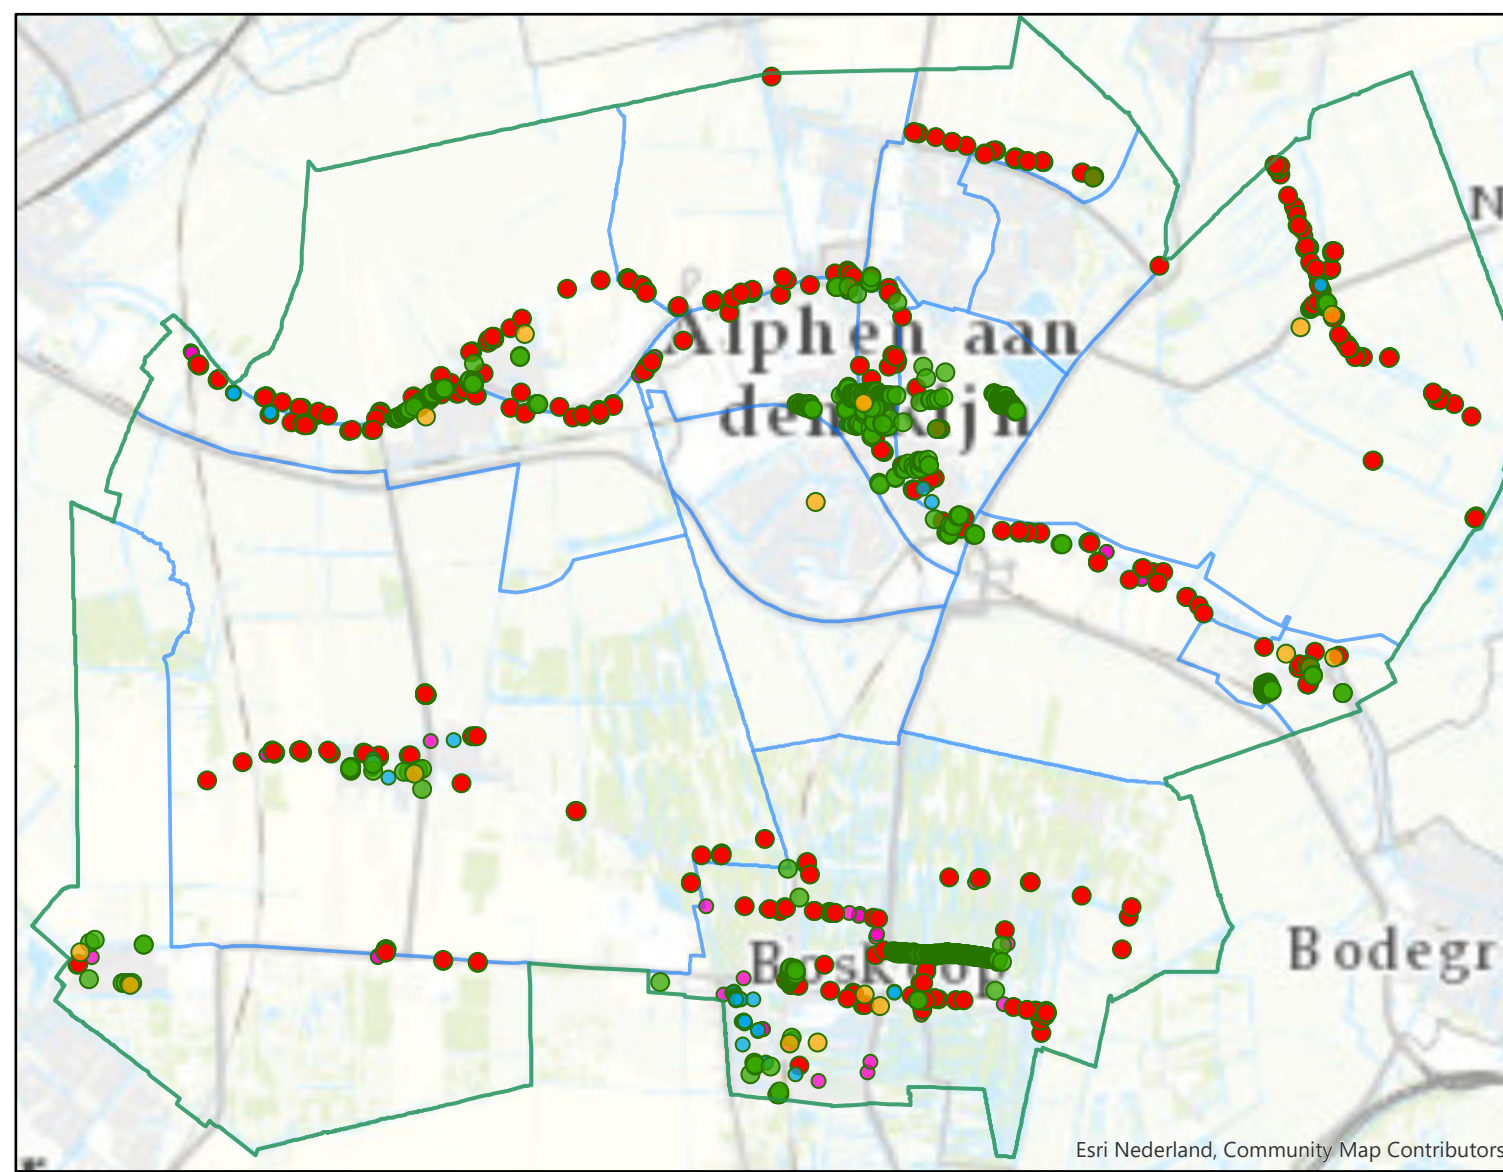 N
Alphen aan
den Rijn
Boskoop
Bodegr
Esri Nederland, Community Map Contributors